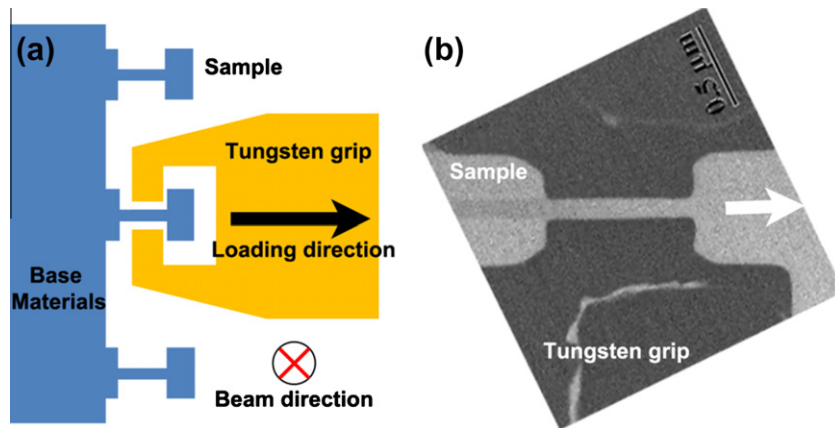 (a)
Sample
Tungsten grip
Loading direction
Base
Materials
Beam direction
(b)
0.5 µm
Sample
Tungsten grip